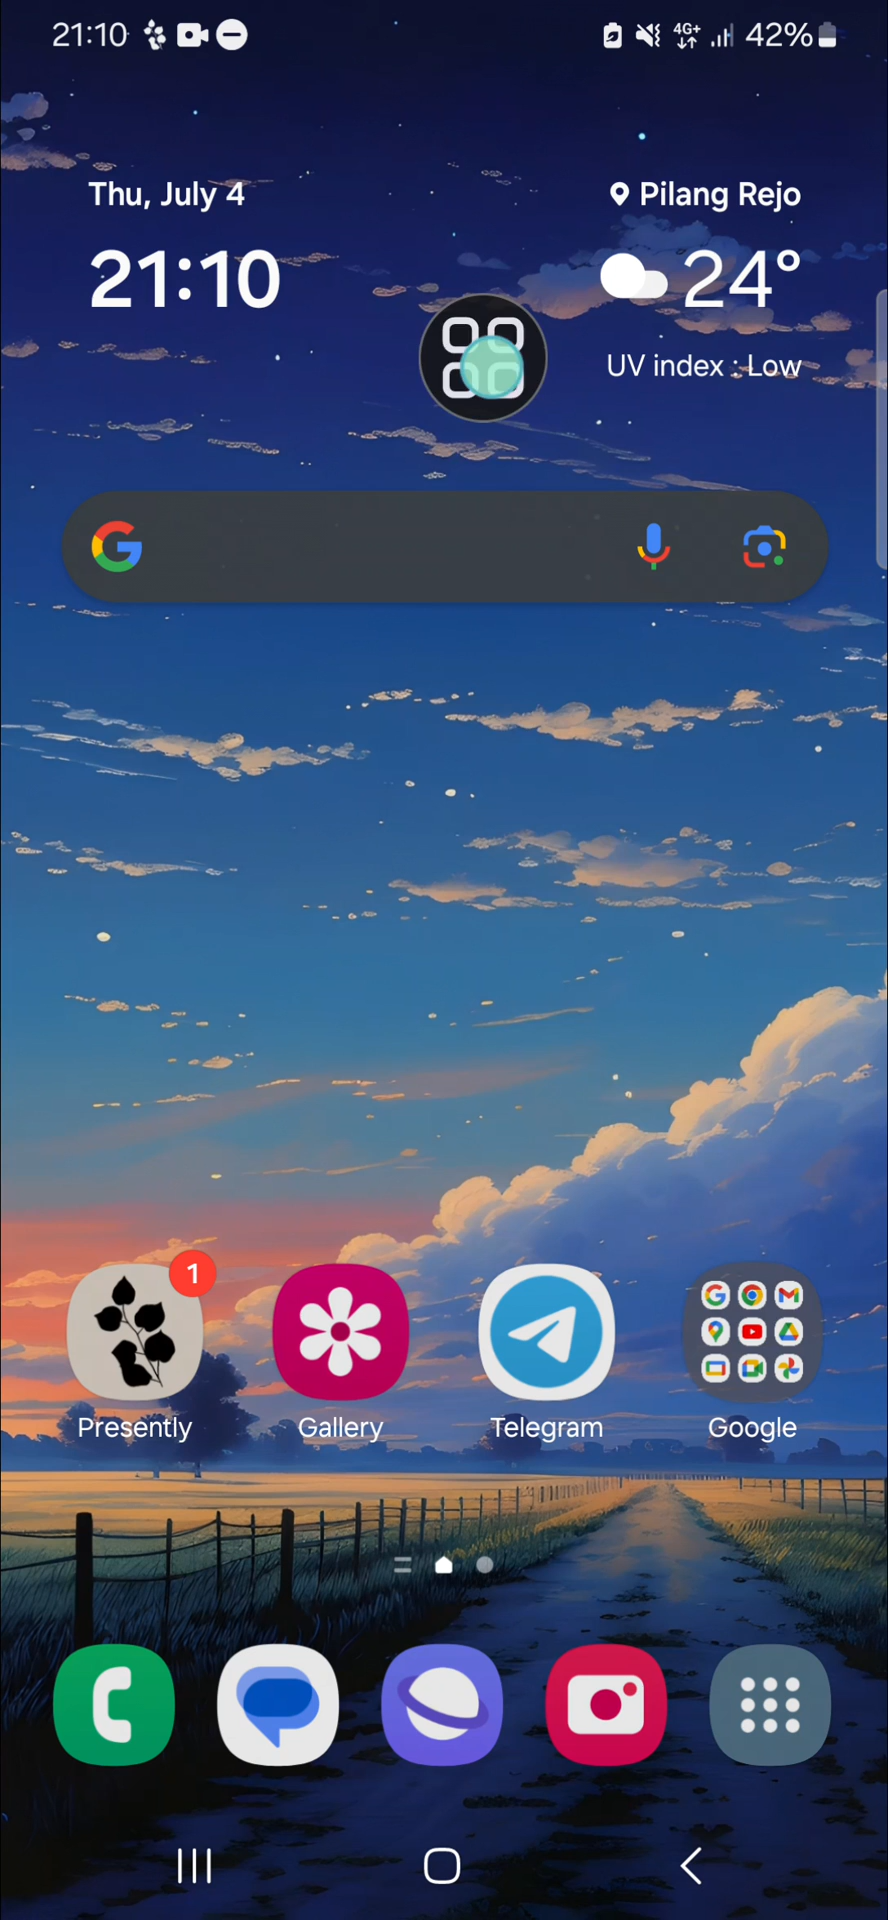 21:10 4G+ 42%
Thu, July 4
21:10
Pilang Rejo
24°
UV index : Low
1
Presently Gallery Telegram Google